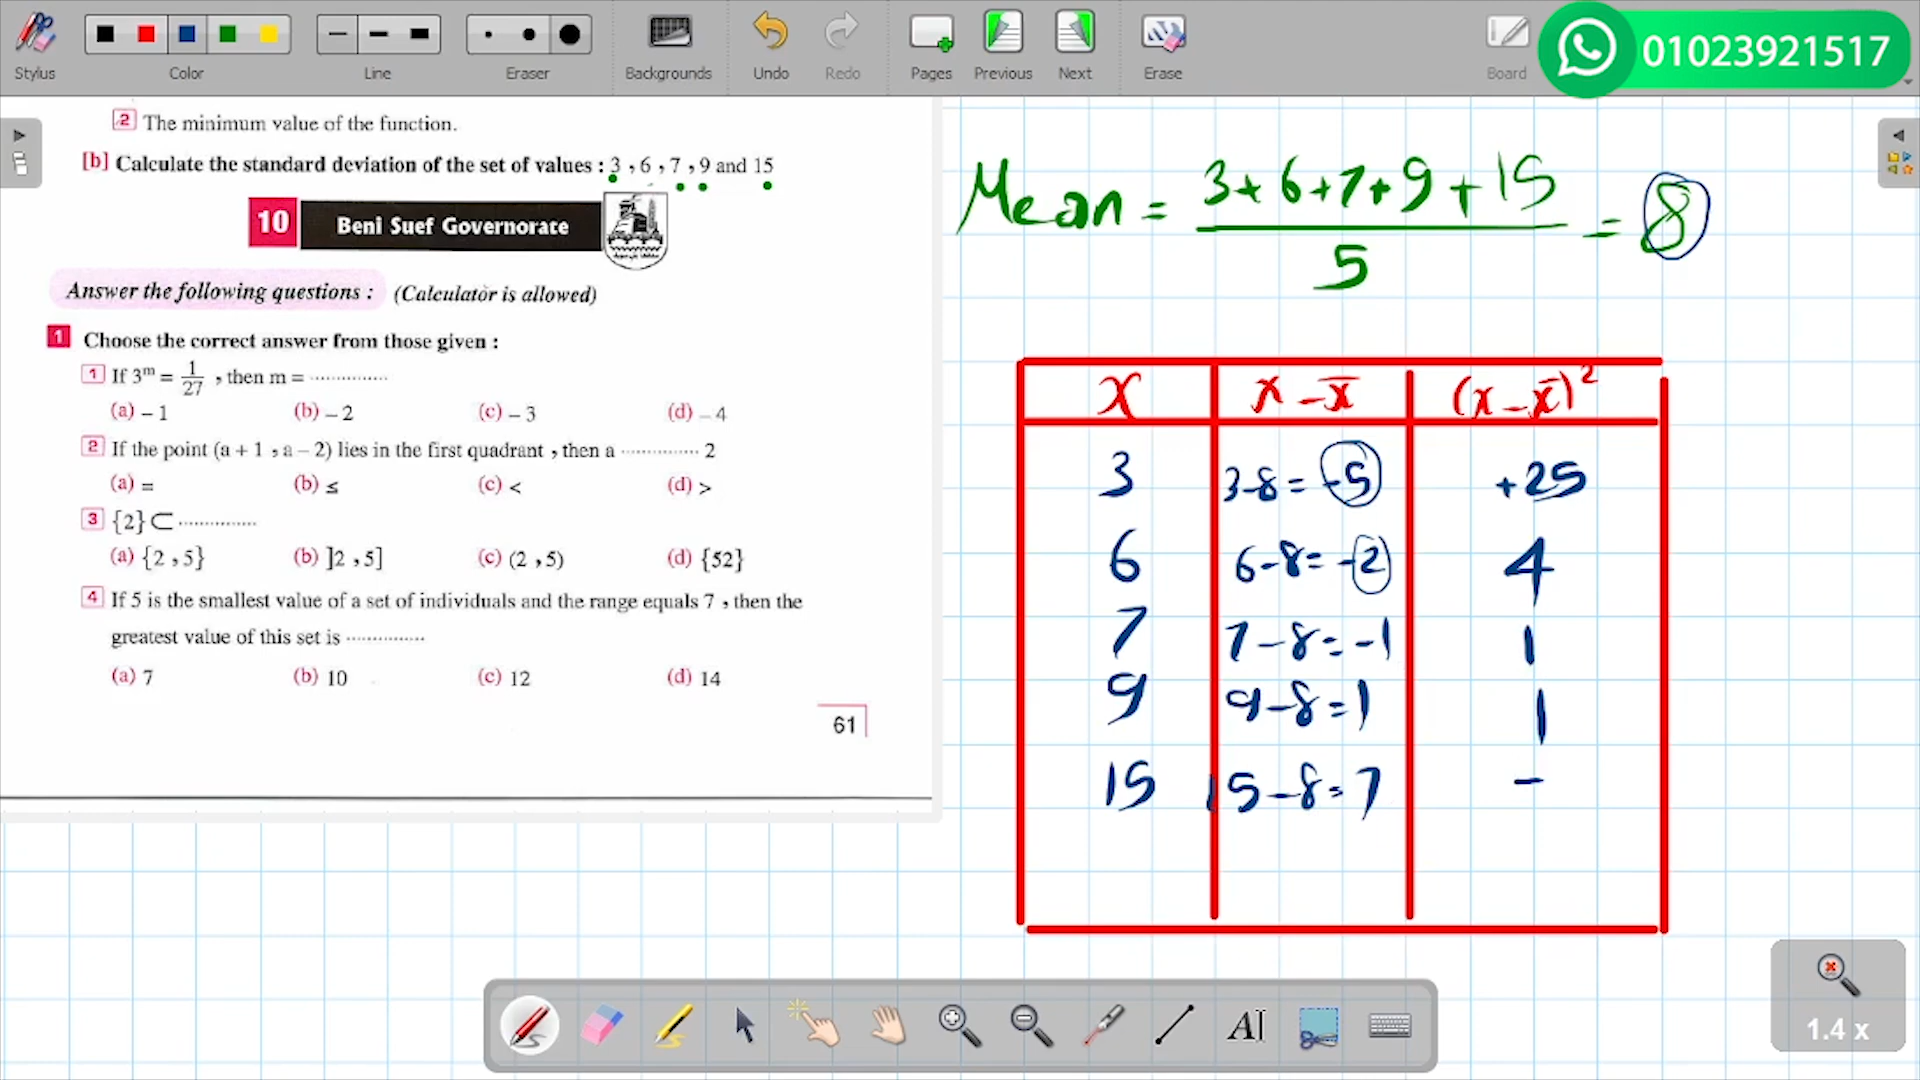 Stylus
Color
Line
Eraser
Backgrounds
Undo
Redo
Pages
Previous
Next
Erase
Board
01023921517
2 The minimum value of the function.
[b] Calculate the standard deviation of the set of values : 3 , 6 , 7 , 9 and 15
10 Beni Suef Governorate
Answer the following questions : (Calculator is allowed)
1 Choose the correct answer from those given :
1 If 3^m = 1/27 , then m = ..............
(a) – 1 (b) – 2 (c) – 3 (d) – 4
2 If the point (a + 1 , a – 2) lies in the first quadrant , then a .............. 2
(a) = (b) ≤ (c) < (d) >
3 {2} ⊂ ..............
(a) {2 , 5} (b) ]2 , 5] (c) (2 , 5) (d) {52}
4 If 5 is the smallest value of a set of individuals and the range equals 7 , then the
greatest value of this set is ..............
(a) 7 (b) 10 (c) 12 (d) 14
61
Mean = 3+6+7+9+15 / 5 = 8
x x – x̄ (x – x̄)²
3 3-8= -5 +25
6 6-8= -2 4
7 7-8=-1 1
9 9-8=1 1
15 15-8=7 -
1.4 x